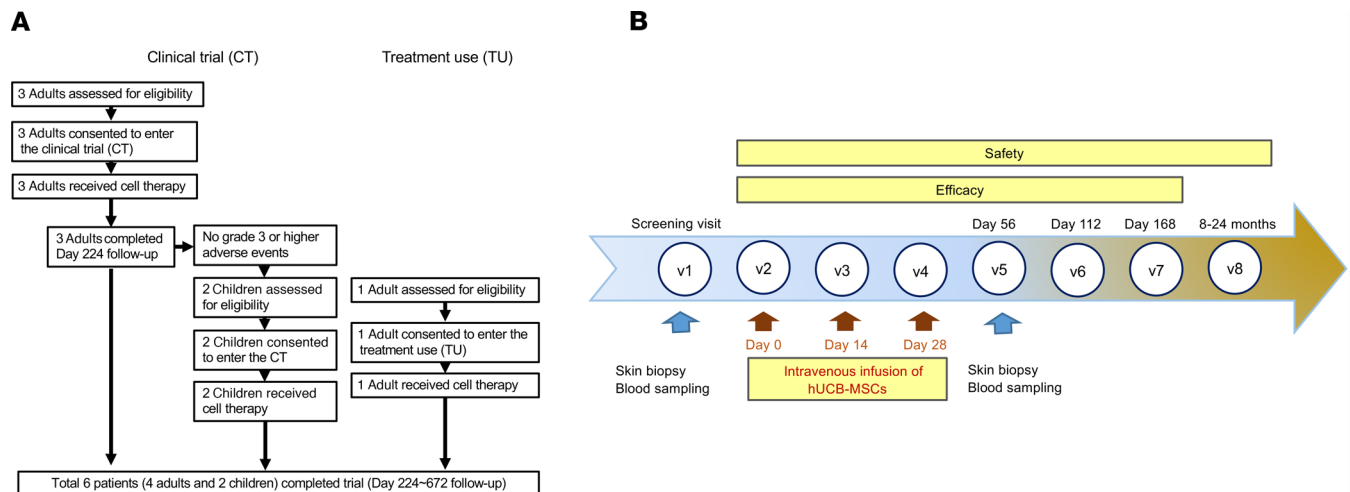 A
Clinical trial (CT)
Treatment use (TU)
3 Adults assessed for eligibility
3 Adults consented to enter
the clinical trial (CT)
3 Adults received cell therapy
3 Adults completed
Day 224 follow-up
No grade 3 or higher
adverse events
2 Children assessed
for eligibility
2 Children consented
to enter the CT
2 Children received
cell therapy
1 Adult assessed for eligibility
1 Adult consented to enter the
treatment use (TU)
1 Adult received cell therapy
Total 6 patients (4 adults and 2 children) completed trial (Day 224~672 follow-up)
B
Safety
Efficacy
Screening visit
Day 56
Day 112
Day 168
8-24 months
v1
v2
v3
v4
v5
v6
v7
v8
Day 0
Day 14
Day 28
Skin biopsy
Blood sampling
Intravenous infusion of
hUCB-MSCs
Skin biopsy
Blood sampling